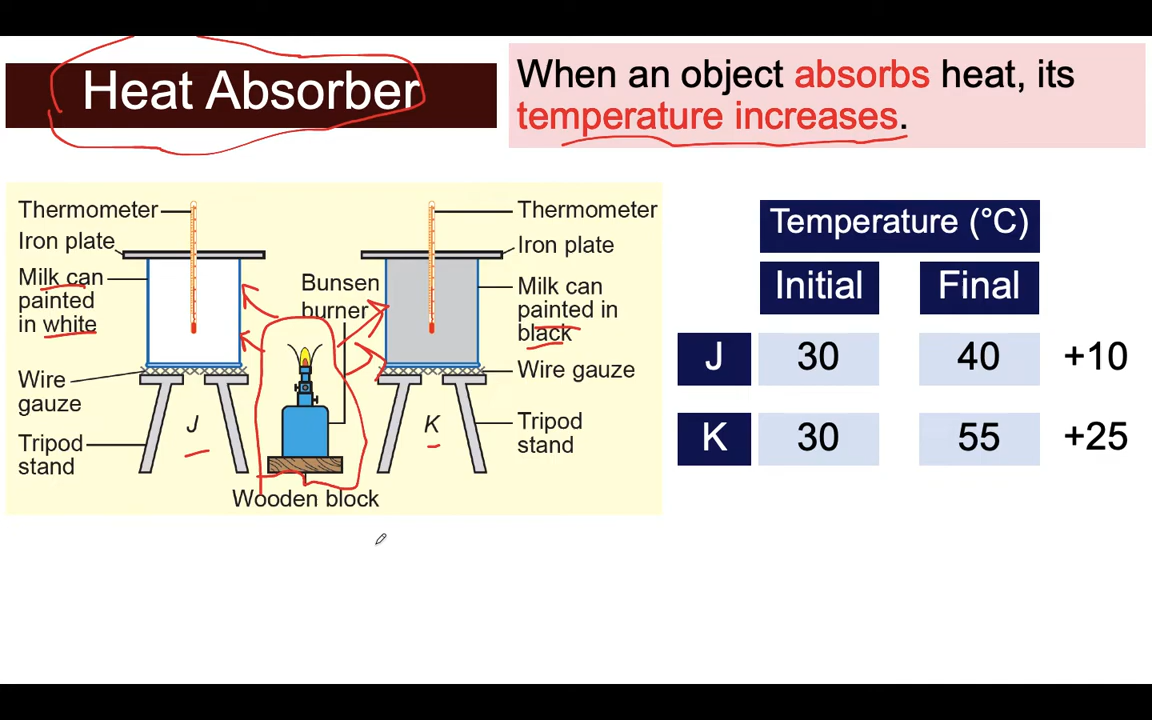 Heat Absorber
When an object absorbs heat, its
temperature increases.
Thermometer
Iron plate
Milk can
painted
in white
Wire
gauze
Tripod
stand
J
Bunsen
burner
Wooden block
K
Thermometer
Iron plate
Milk can
painted in
black
Wire gauze
Tripod
stand
Temperature (°C)
Initial Final
J 30 40 +10
K 30 55 +25